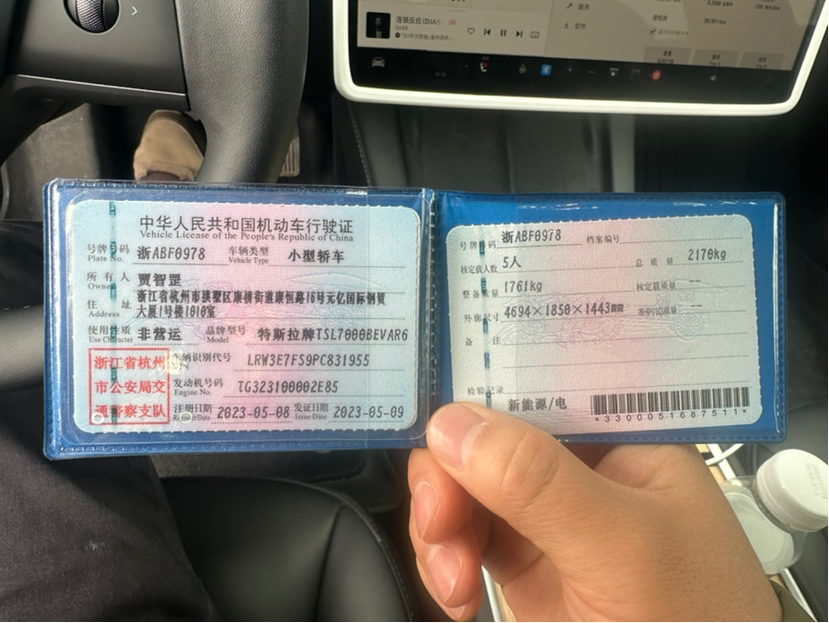 中华人民共和国机动车行驶证
Vehicle License of the People's Republic of China
号牌号码 浙ABF0978 车辆类型 小型轿车
Plate No. Vehicle Type
所有人 贾智罡
Owner
浙江省杭州市拱墅区康桥街道康恒路16号元亿国际钢贸
住址 大厦1号楼1010室
Address
使用性质 非营运 品牌型号 特斯拉牌TSL7000BEVAR6
Use Character Model
浙江省杭州
市公安局交
通警察支队
车辆识别代号 LRW3E7FS9PC831955
发动机号码 TG323100002E85
Engine No.
注册日期 2023-05-08 发证日期 2023-05-09
Register Date Issue Date
号牌号码 浙ABF0978 档案编号
核定载人数 5人 总质量 2170kg
整备质量 1761kg 核定载质量
外廓尺寸 4694×1850×1443mm 准牵引总质量
备注
检验记录
新能源/电
*3300051687511*
连锁反应